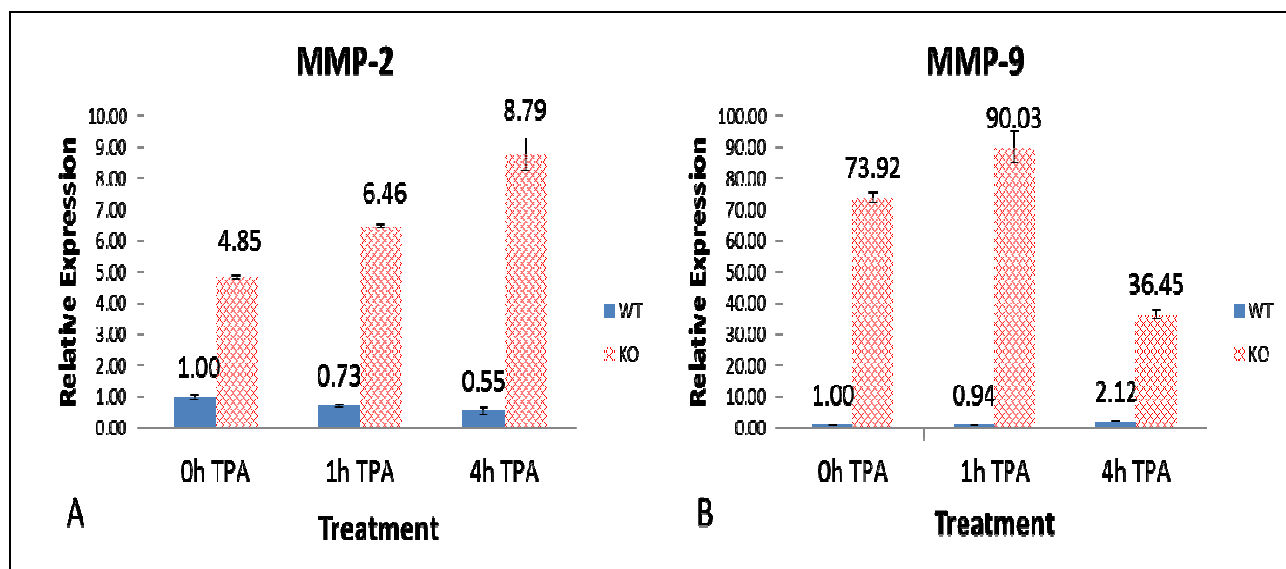 MMP-2
Relative Expression
10.00
9.00
8.00
7.00
6.00
5.00
4.00
3.00
2.00
1.00
0.00
1.00
4.85
0.73
6.46
0.55
8.79
0h TPA
1h TPA
4h TPA
Treatment
WT
KO
A
MMP-9
Relative Expression
100.00
90.00
80.00
70.00
60.00
50.00
40.00
30.00
20.00
10.00
0.00
1.00
73.92
0.94
90.03
2.12
36.45
0h TPA
1h TPA
4h TPA
Treatment
WT
KO
B